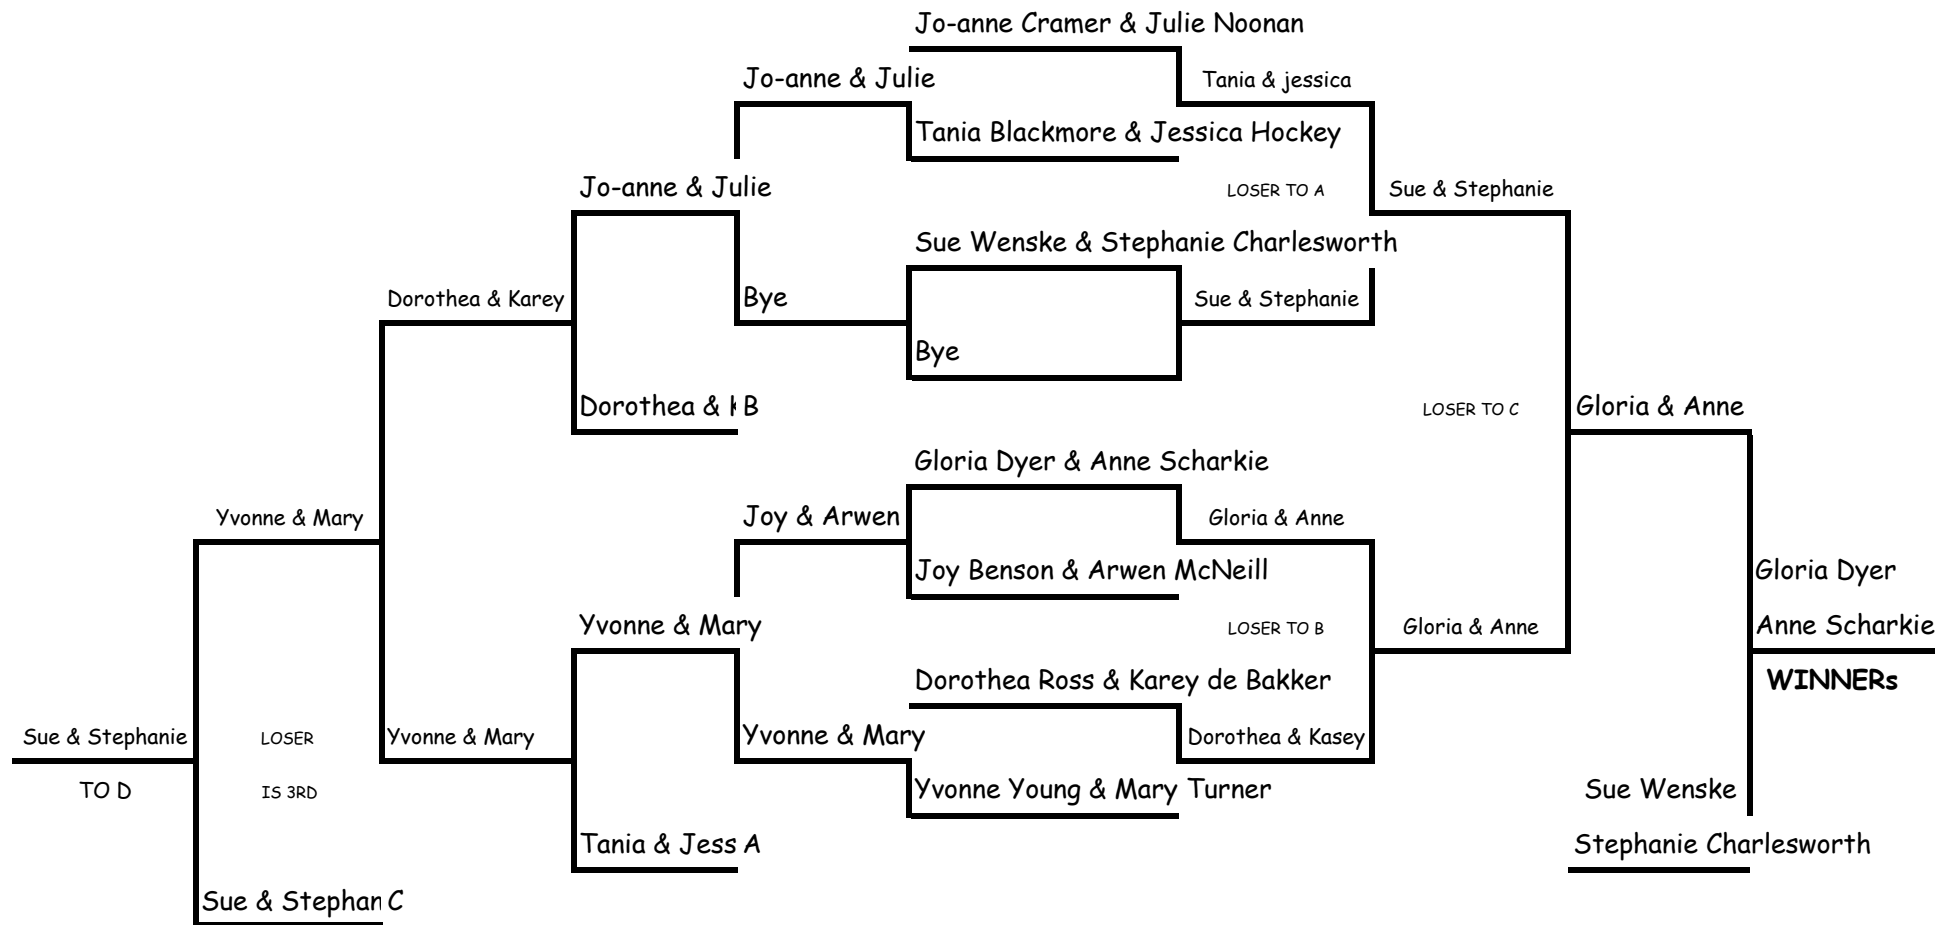 Jo-anne Cramer & Julie Noonan
Jo-anne & Julie
Tania & jessica
Tania Blackmore & Jessica Hockey
Jo-anne & Julie
LOSER TO A
Sue & Stephanie
Sue Wenske & Stephanie Charlesworth
Dorothea & Karey
Bye
Sue & Stephanie
Bye
Dorothea & K
B
LOSER TO C
Gloria & Anne
Gloria Dyer & Anne Scharkie
Yvonne & Mary
Joy & Arwen
Gloria & Anne
Joy Benson & Arwen McNeill
Gloria Dyer
Yvonne & Mary
LOSER TO B
Gloria & Anne
Anne Scharkie
Dorothea Ross & Karey de Bakker
WINNERs
Sue & Stephanie
LOSER
Yvonne & Mary
Yvonne & Mary
Dorothea & Kasey
TO D
IS 3RD
Yvonne Young & Mary Turner
Sue Wenske
Tania & Jess
A
Stephanie Charlesworth
Sue & Stephan
C